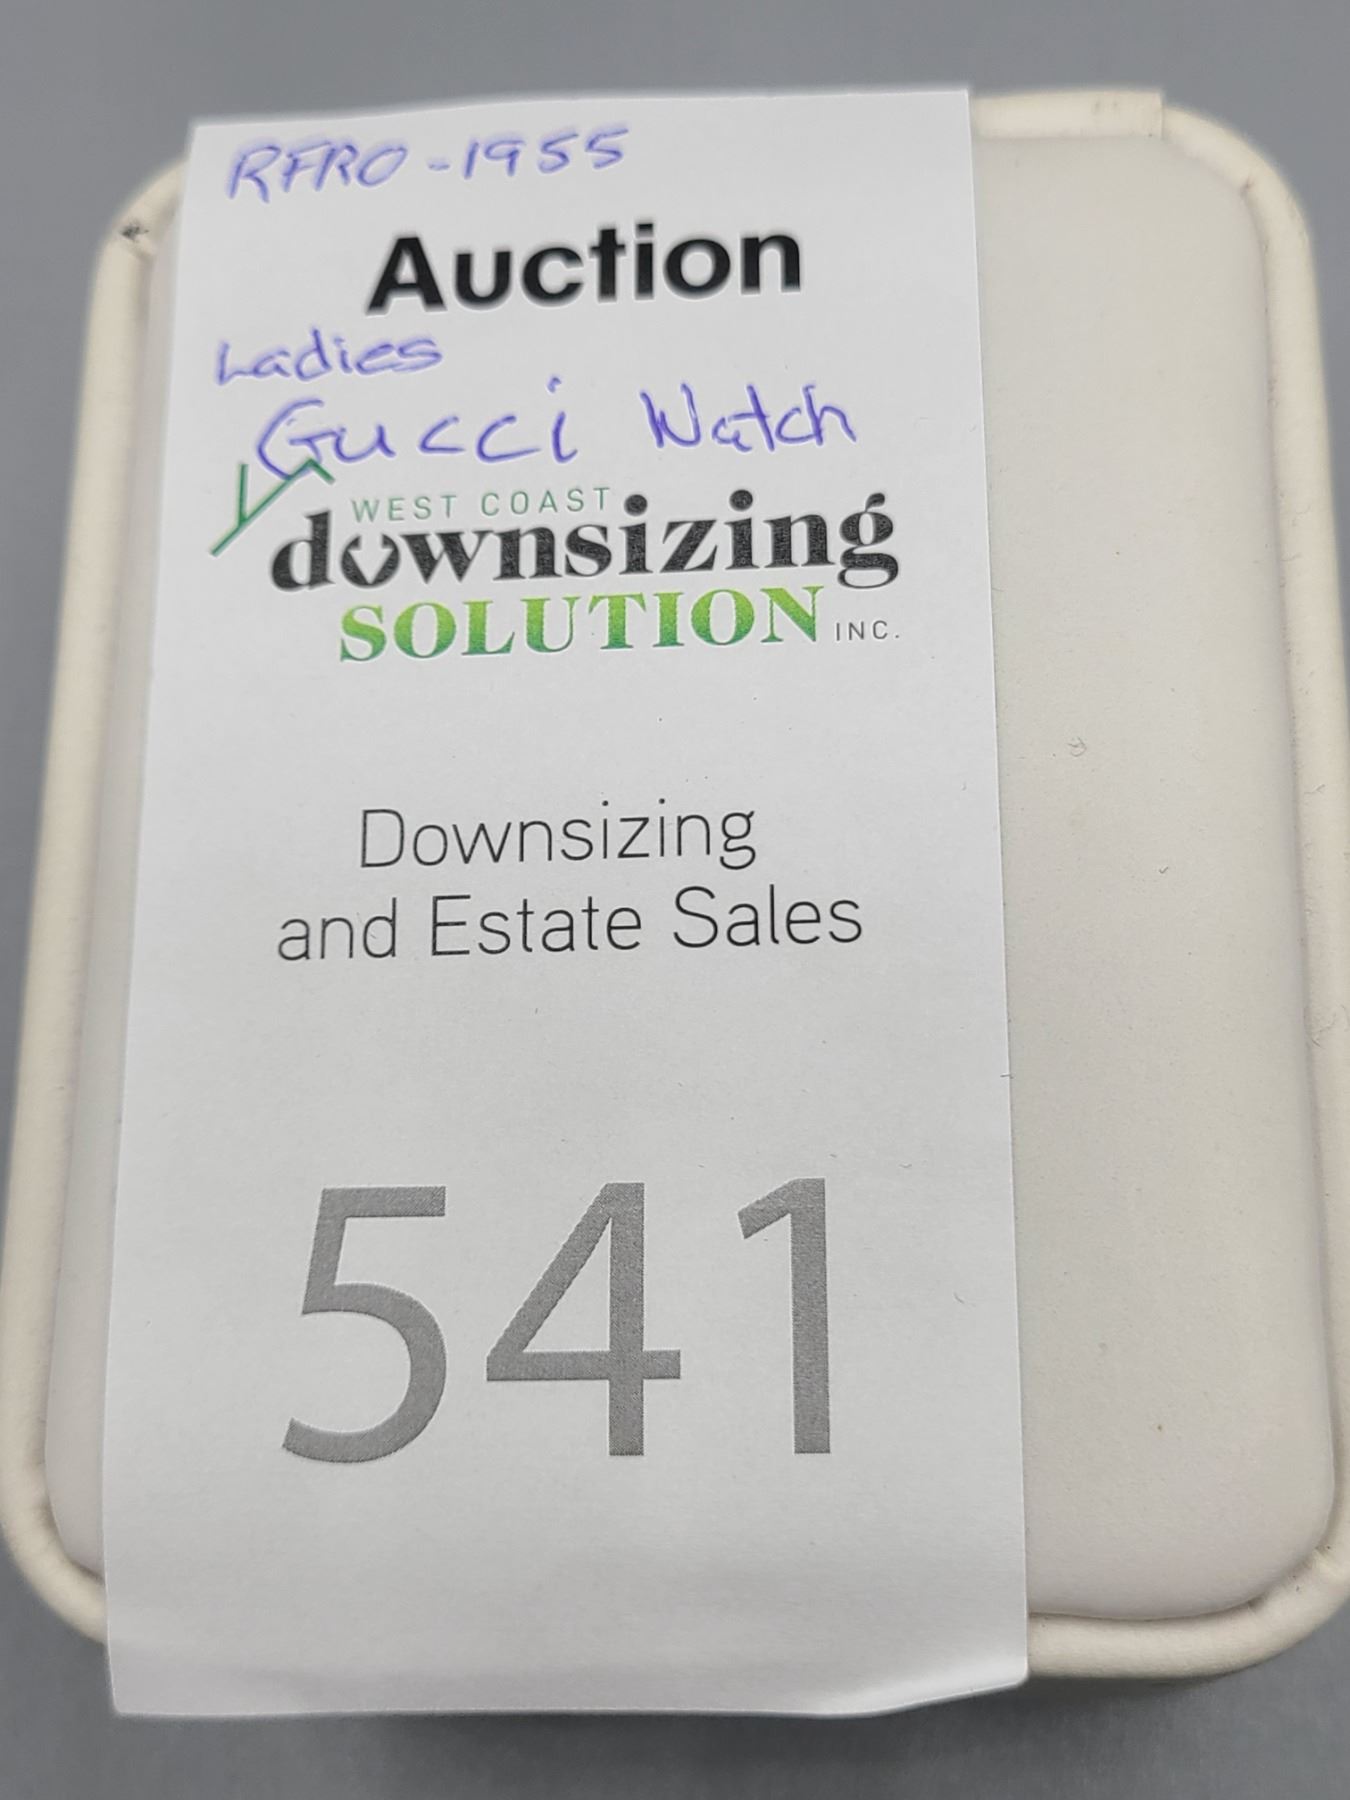 RFRO-1955
Auction
Ladies
Gucci Watch
WEST COAST
downsizing
SOLUTION INC.
Downsizing
and Estate Sales
541